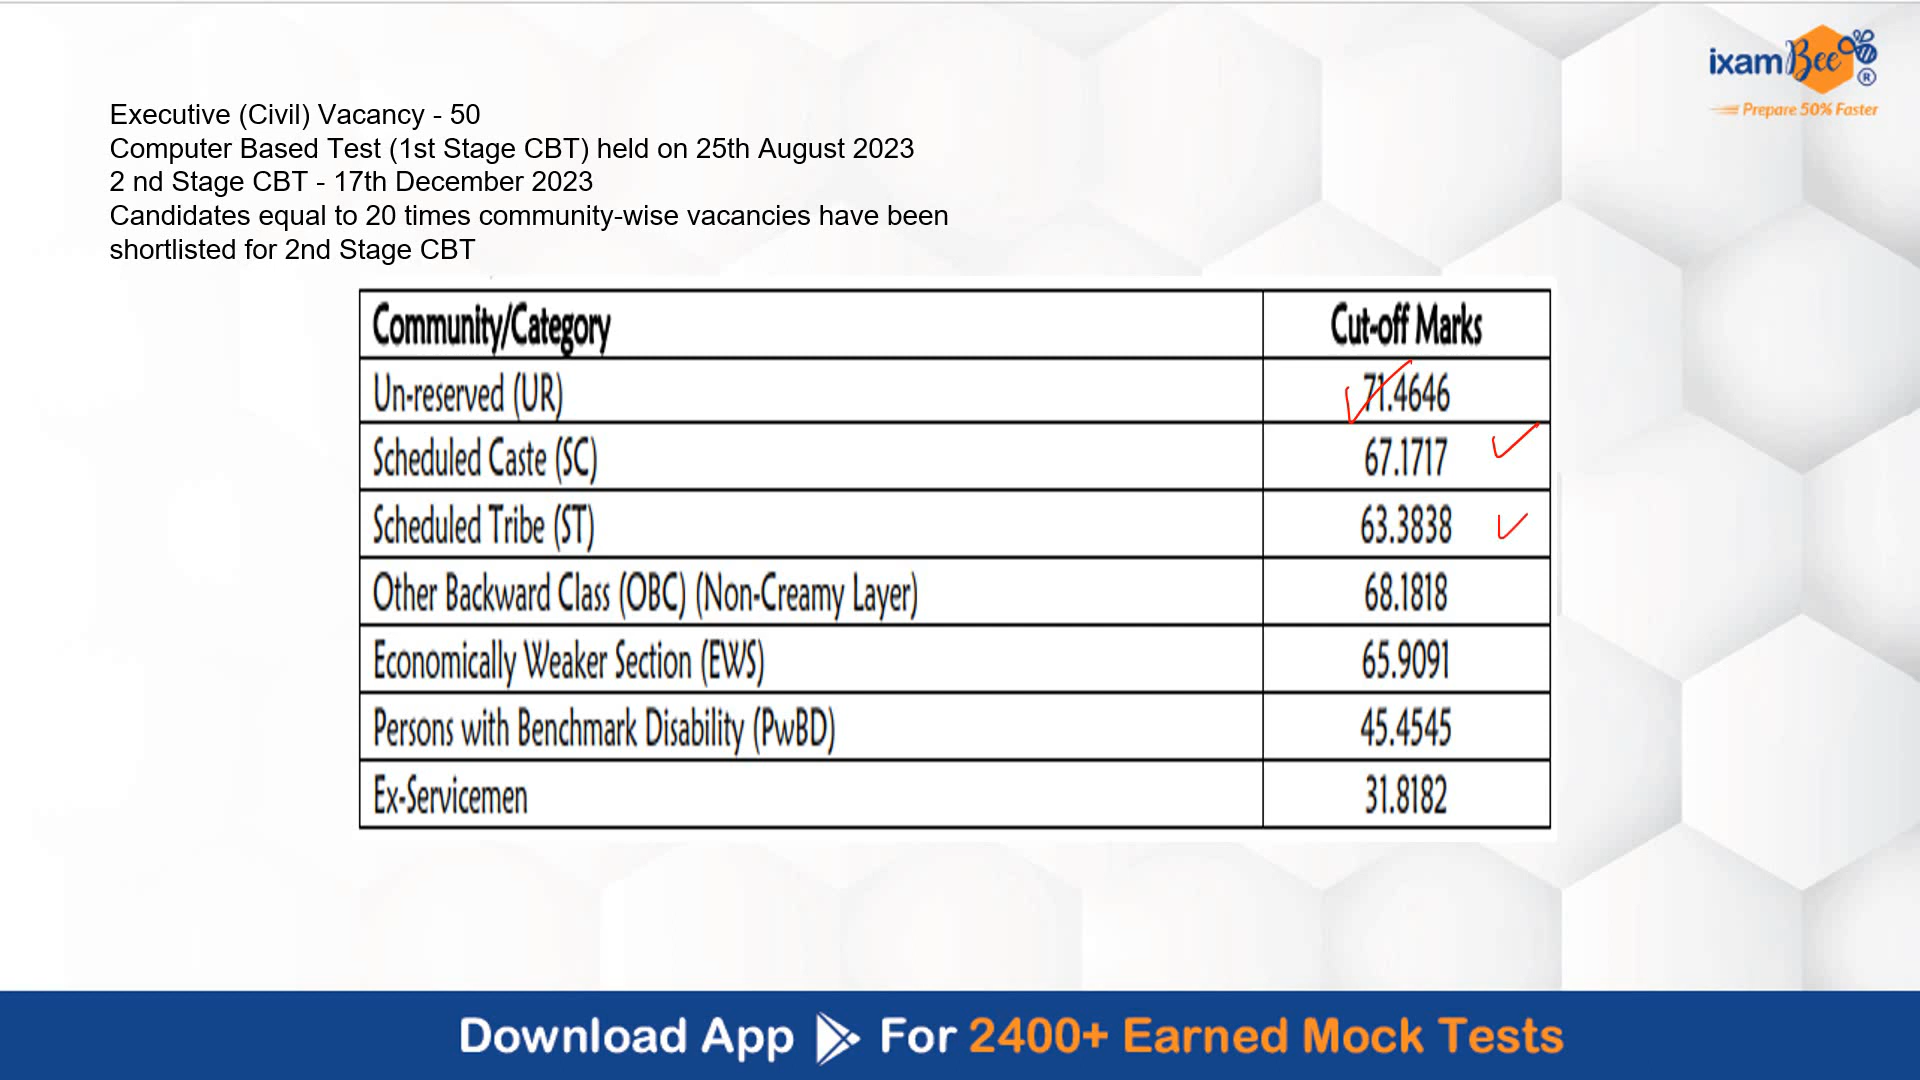 ixamBee
®
Prepare 50% Faster
Executive (Civil) Vacancy - 50
Computer Based Test (1st Stage CBT) held on 25th August 2023
2 nd Stage CBT - 17th December 2023
Candidates equal to 20 times community-wise vacancies have been
shortlisted for 2nd Stage CBT
Community/Category Cut-off Marks
Un-reserved (UR) 71.4646
Scheduled Caste (SC) 67.1717
Scheduled Tribe (ST) 63.3838
Other Backward Class (OBC) (Non-Creamy Layer) 68.1818
Economically Weaker Section (EWS) 65.9091
Persons with Benchmark Disability (PwBD) 45.4545
Ex-Servicemen 31.8182
Download App For 2400+ Earned Mock Tests